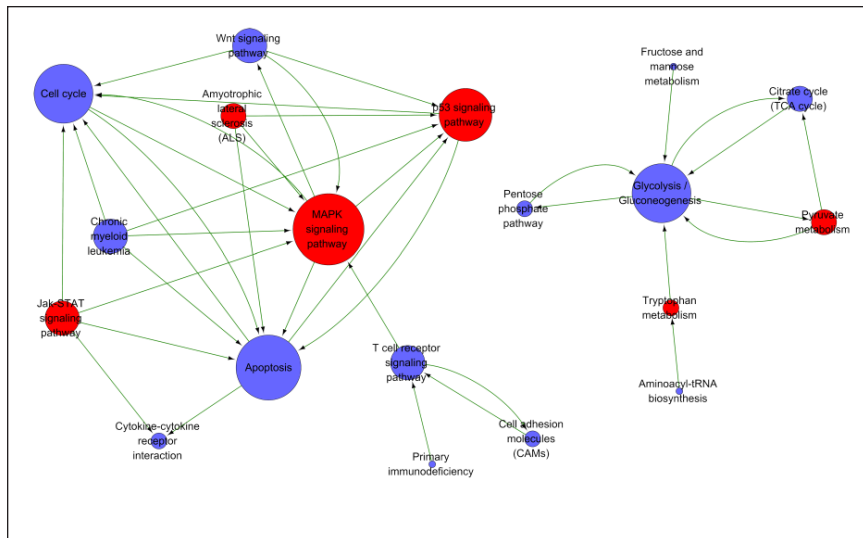 Wnt signaling
pathway
Cell cycle
Amyotrophic
lateral
sclerosis
(ALS)
p53 signaling
pathway
MAPK
signaling
pathway
Chronic
myeloid
leukemia
Jak-STAT
signaling
pathway
Apoptosis
Cytokine-cytokine
receptor
interaction
T cell receptor
signaling
pathway
Cell adhesion
molecules
(CAMs)
Primary
immunodeficiency
Fructose and
mannose
metabolism
Citrate cycle
(TCA cycle)
Glycolysis /
Gluconeogenesis
Pentose
phosphate
pathway
Pyruvate
metabolism
Tryptophan
metabolism
Aminoacyl-tRNA
biosynthesis